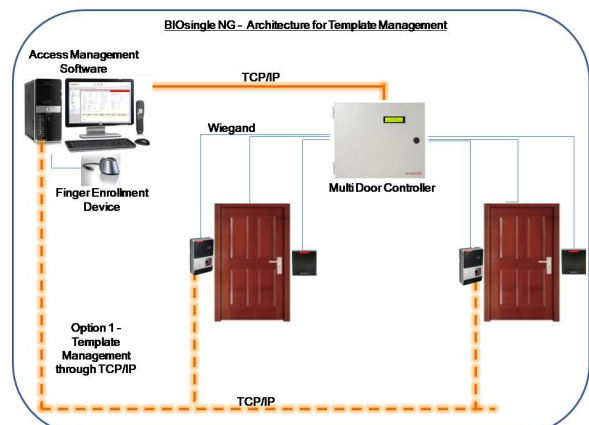 BIOsingle NG - Architecture for Template Management
Access Management
Software
TCP/IP
Wiegand
Multi Door Controller
Finger Enrollment
Device
Option 1 -
Template
Management
through TCP/IP
TCP/IP